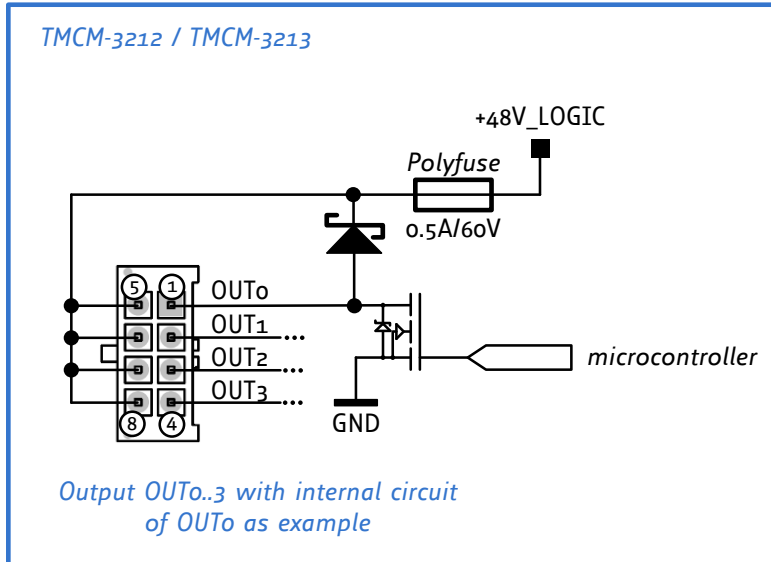 TMCM-3212 / TMCM-3213
+48V_LOGIC
Polyfuse
0.5A/60V
5 1 OUT0
OUT1 ...
OUT2 ...
OUT3 ...
8 4
GND
microcontroller
Output OUT0..3 with internal circuit
of OUT0 as example